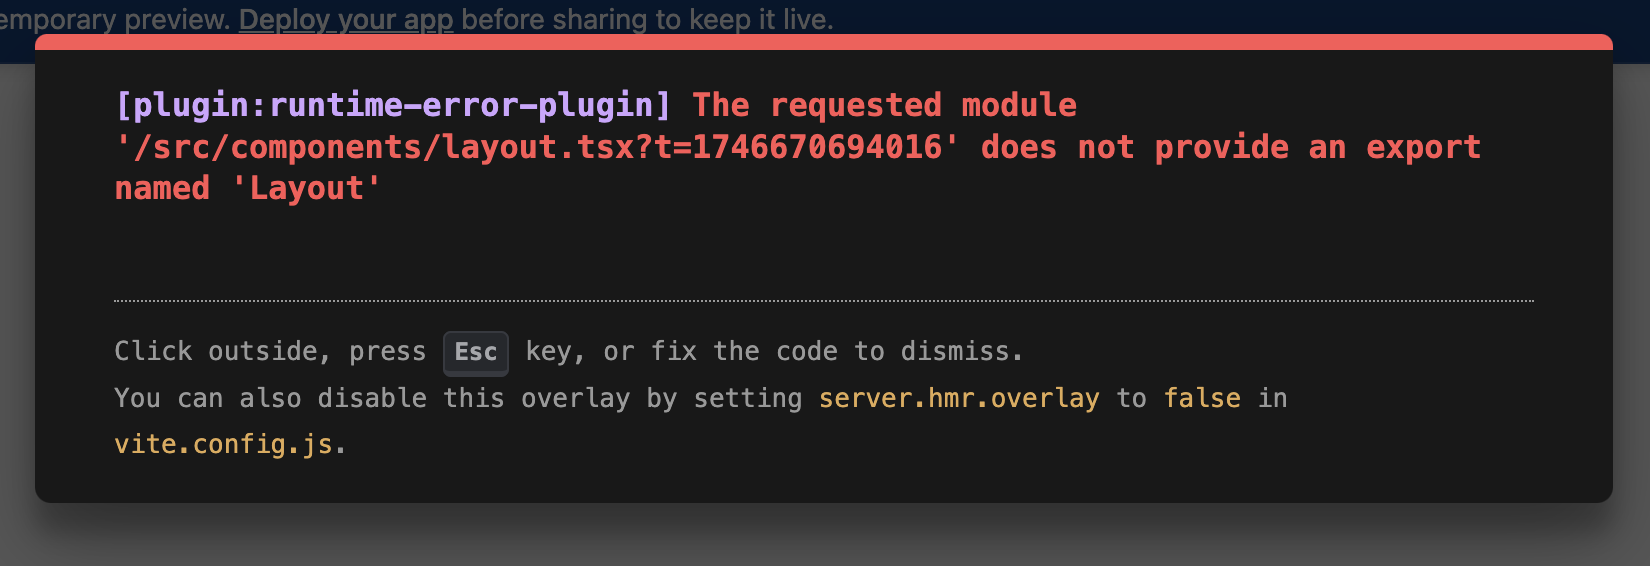 emporary preview. Deploy your app before sharing to keep it live.
[plugin:runtime-error-plugin] The requested module
'/src/components/layout.tsx?t=1746670694016' does not provide an export
named 'Layout'
Click outside, press Esc key, or fix the code to dismiss.
You can also disable this overlay by setting server.hmr.overlay to false in
vite.config.js.